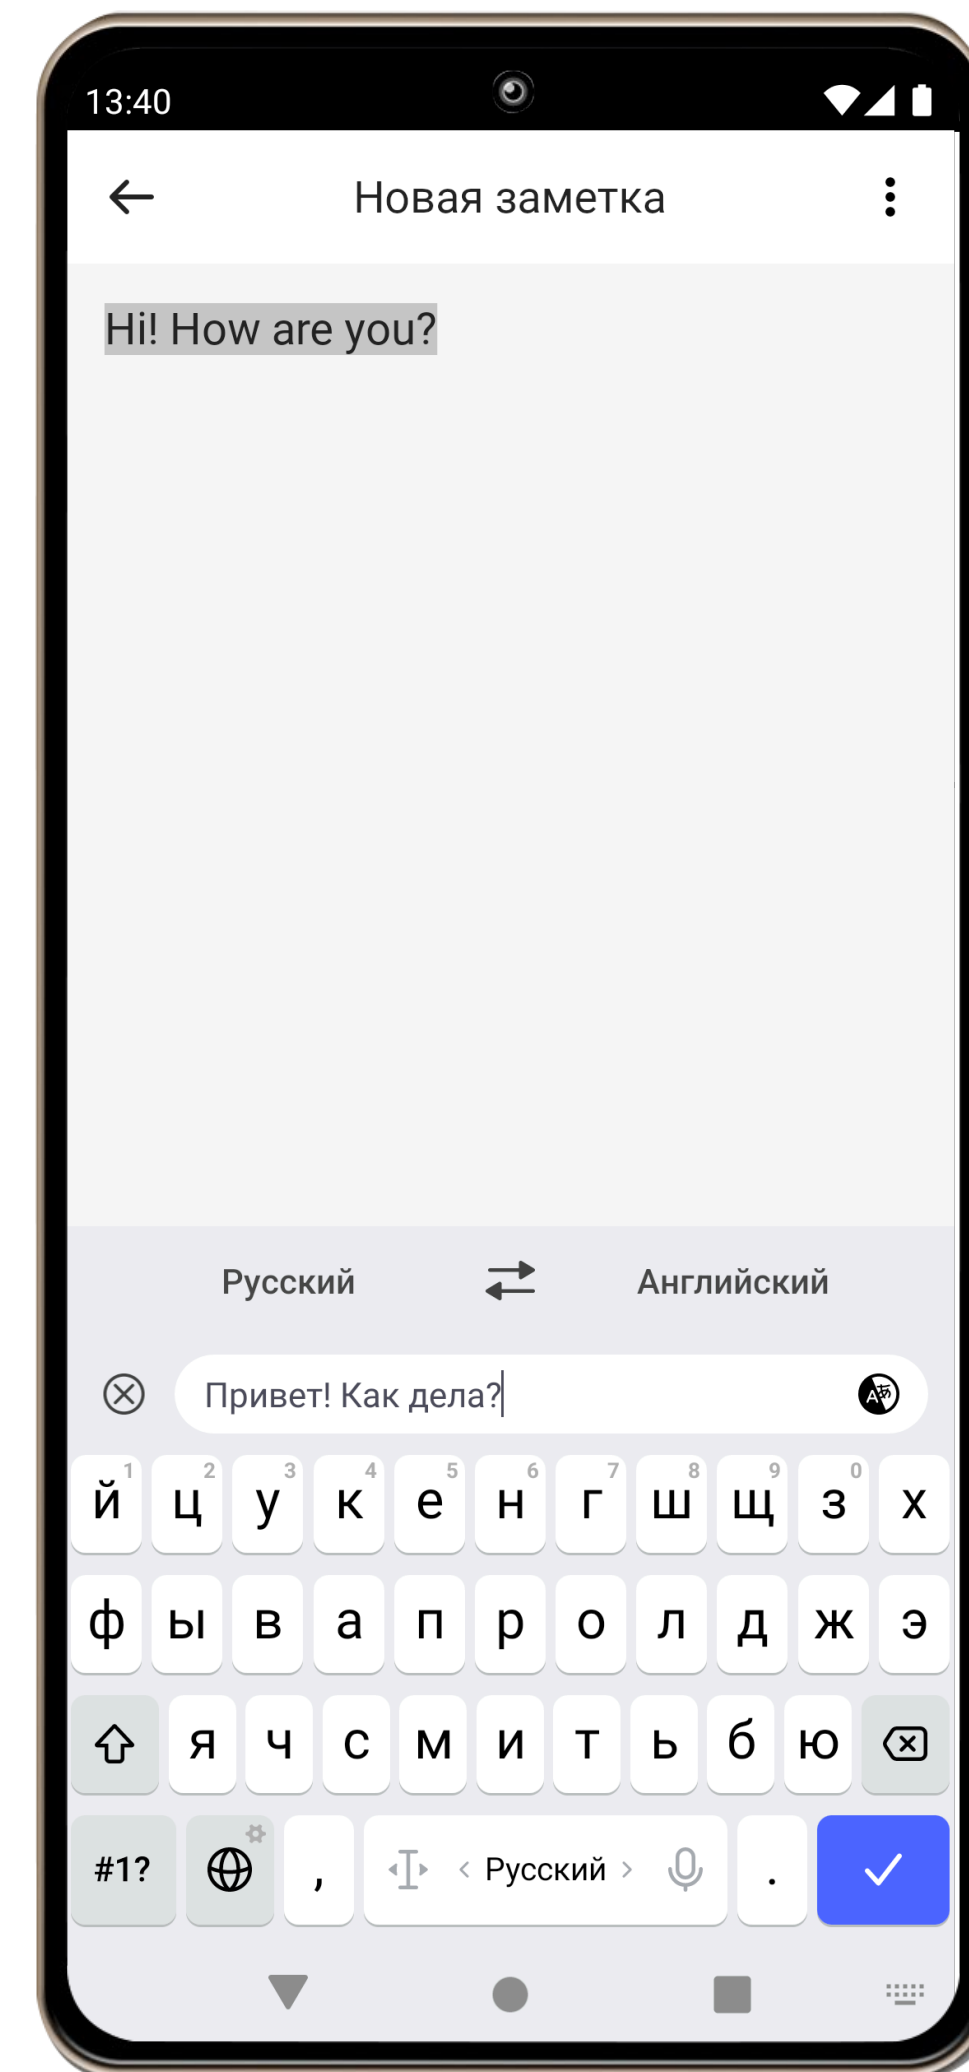 13:40
Новая заметка
Hi! How are you?
Русский Английский
Привет! Как дела?
1 2 3 4 5 6 7 8 9 0
й ц у к е н г ш щ з х
ф ы в а п р о л д ж э
я ч с м и т ь б ю
#1? , < Русский > .